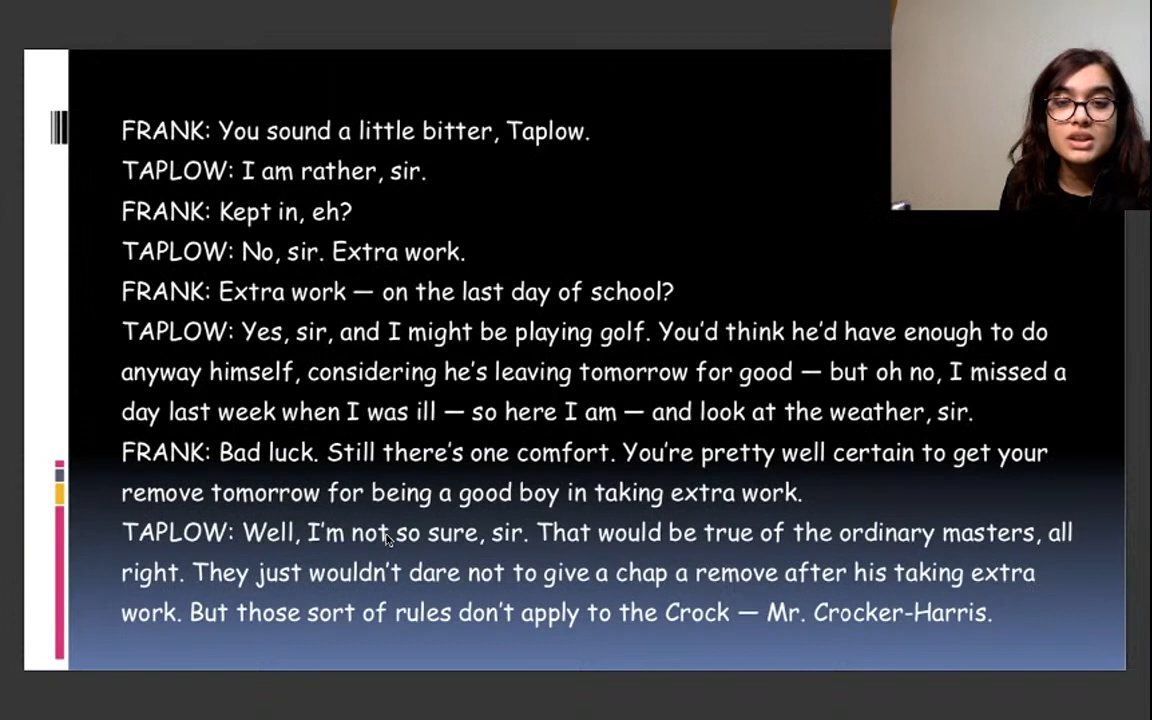 FRANK: You sound a little bitter, Taplow.
TAPLOW: I am rather, sir.
FRANK: Kept in, eh?
TAPLOW: No, sir. Extra work.
FRANK: Extra work — on the last day of school?
TAPLOW: Yes, sir, and I might be playing golf. You'd think he'd have enough to do
anyway himself, considering he's leaving tomorrow for good — but oh no, I missed a
day last week when I was ill — so here I am — and look at the weather, sir.
FRANK: Bad luck. Still there's one comfort. You're pretty well certain to get your
remove tomorrow for being a good boy in taking extra work.
TAPLOW: Well, I'm not so sure, sir. That would be true of the ordinary masters, all
right. They just wouldn't dare not to give a chap a remove after his taking extra
work. But those sort of rules don't apply to the Crock — Mr. Crocker-Harris.